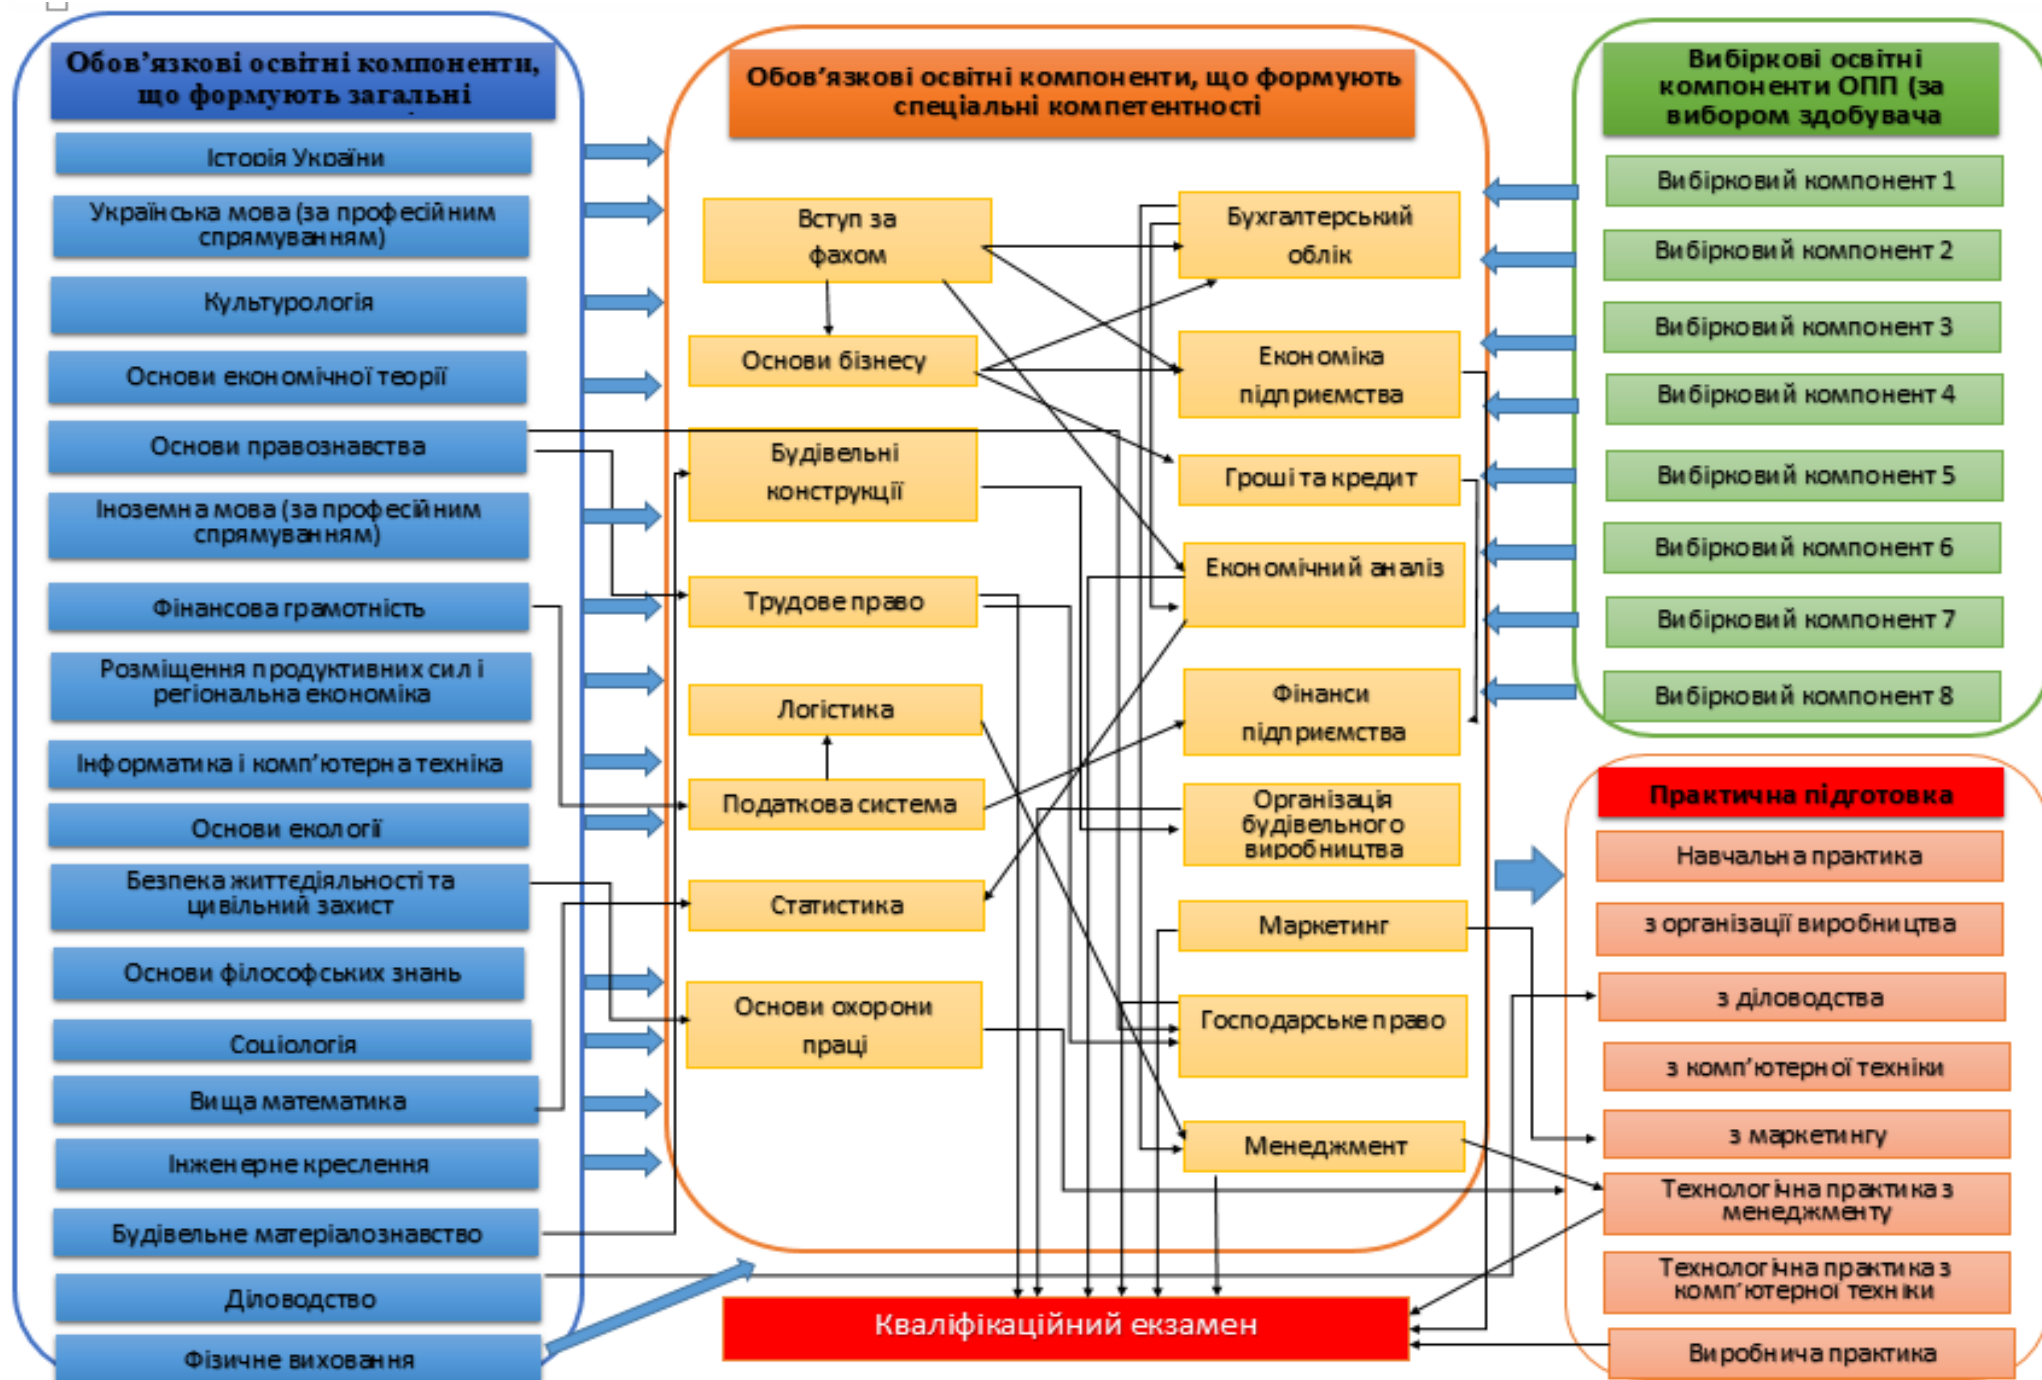 Обов’язкові освітні компоненти,
що формують загальні
Історія України
Українська мова (за професійним
спрямуванням)
Культурологія
Основи економічної теорії
Основи правознавства
Іноземна мова (за професійним
спрямуванням)
Фінансова грамотність
Розміщення продуктивних сил і
регіональна економіка
Інформатика і комп’ютерна техніка
Основи екології
Безпека життєдіяльності та
цивільний захист
Основи філософських знань
Соціологія
Вища математика
Інженерне креслення
Будівельне матеріалознавство
Діловодство
Фізичне виховання
Обов’язкові освітні компоненти, що формують
спеціальні компетентності
Вступ за
фахом
Основи бізнесу
Будівельні
конструкції
Трудове право
Логістика
Податкова система
Статистика
Основи охорони
праці
Бухгалтерський
облік
Економіка
підприємства
Гроші та кредит
Економічний аналіз
Фінанси
підприємства
Організація
будівельного
виробництва
Маркетинг
Господарське право
Менеджмент
Кваліфікаційний екзамен
Вибіркові освітні
компоненти ОПП (за
вибором здобувача
Вибірковий компонент 1
Вибірковий компонент 2
Вибірковий компонент 3
Вибірковий компонент 4
Вибірковий компонент 5
Вибірковий компонент 6
Вибірковий компонент 7
Вибірковий компонент 8
Практична підготовка
Навчальна практика
з організації виробництва
з діловодства
з комп’ютерної техніки
з маркетингу
Технологічна практика з
менеджменту
Технологічна практика з
комп’ютерної техніки
Виробнича практика